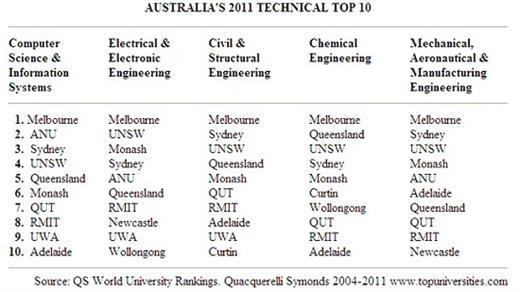 AUSTRALIA'S 2011 TECHNICAL TOP 10
Computer Electrical & Civil & Chemical Mechanical,
Science & Electronic Structural Engineering Aeronautical &
Information Engineering Engineering Manufacturing
Systems Engineering
1. Melbourne Melbourne Melbourne Melbourne Melbourne
2. ANU UNSW Sydney Queensland Sydney
3. Sydney Monash UNSW UNSW UNSW
4. UNSW Sydney Queensland Sydney Monash
5. Queensland ANU Monash Monash ANU
6. Monash Queensland QUT Curtin Adelaide
7. QUT RMIT RMIT Wollongong Queensland
8. RMIT Newcastle Adelaide QUT QUT
9. UWA UWA UWA RMIT RMIT
10. Adelaide Wollongong Curtin Adelaide Newcastle
Source: QS World University Rankings. Quacquerelli Symonds 2004-2011 www.topuniversities.com